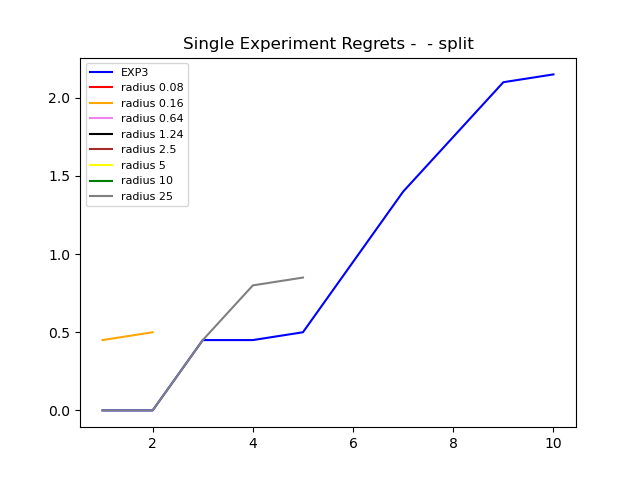 Single Experiment Regrets -  - split
EXP3
radius 0.08
radius 0.16
radius 0.64
radius 1.24
radius 2.5
radius 5
radius 10
radius 25
2.0
1.5
1.0
0.5
0.0
2 4 6 8 10